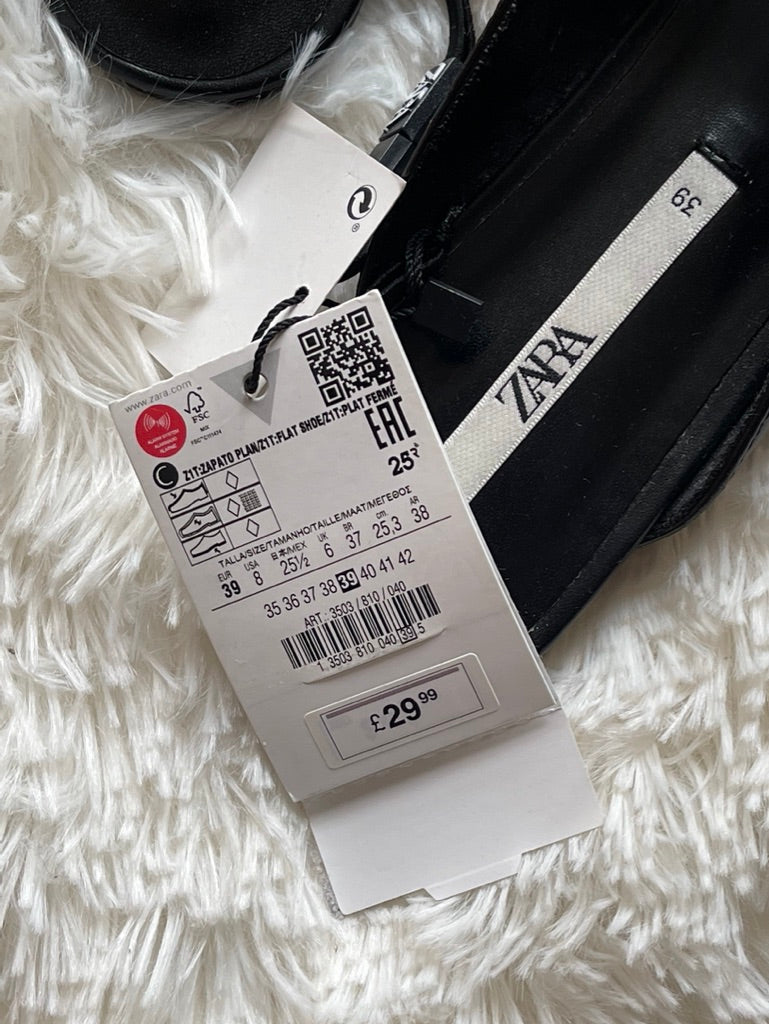 39
ZARA
www.zara.com
ALARM SYSTEM
FSC
MIX
Z1T:ZAPATO PLAN/Z1T:FLAT SHOE/Z1T:PLAT FERMÉ
EAC
TALLA/SIZE/TAMANHO/TAILLE/MAAT/ΜΕΓΕΘΟΣ
EUR USA 日本/MEX UK BR cm. AR
39 8 25½ 6 37 25,3 38
35 36 37 38 39 40 41 42
ART.: 3503 / 810 / 040
1 3503 810 040 39 5
£29.99